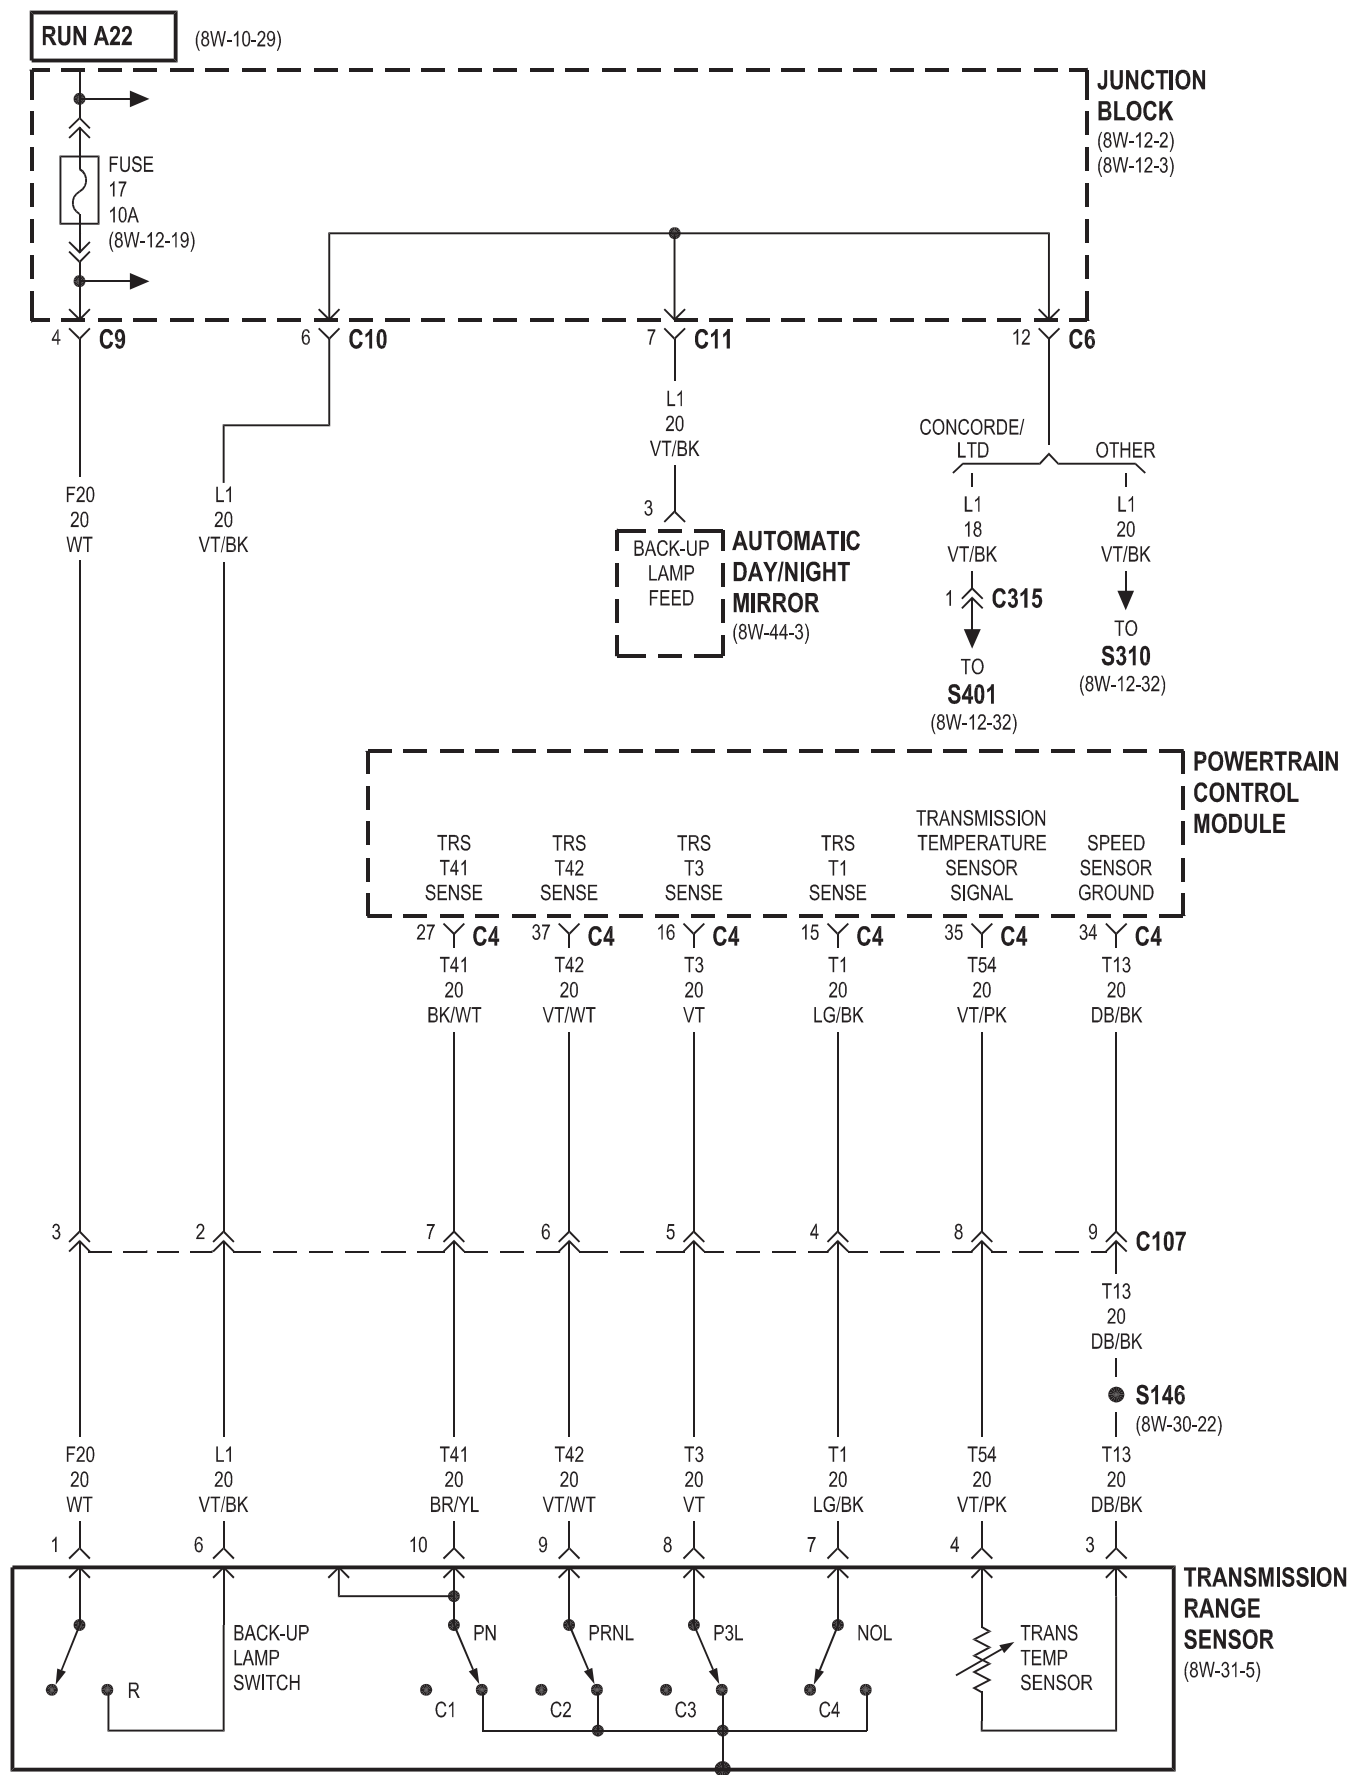 RUN A22
(8W-10-29)
JUNCTION
BLOCK
(8W-12-2)
(8W-12-3)
FUSE
17
10A
(8W-12-19)
4 C9
6 C10
7 C11
12 C6
L1
20
VT/BK
CONCORDE/
LTD
OTHER
F20
20
WT
L1
20
VT/BK
L1
18
VT/BK
L1
20
VT/BK
3
BACK-UP
LAMP
FEED
AUTOMATIC
DAY/NIGHT
MIRROR
(8W-44-3)
1 C315
TO
S401
(8W-12-32)
TO
S310
(8W-12-32)
POWERTRAIN
CONTROL
MODULE
TRS
T41
SENSE
TRS
T42
SENSE
TRS
T3
SENSE
TRS
T1
SENSE
TRANSMISSION
TEMPERATURE
SENSOR
SIGNAL
SPEED
SENSOR
GROUND
27 C4
37 C4
16 C4
15 C4
35 C4
34 C4
T41
20
BK/WT
T42
20
VT/WT
T3
20
VT
T1
20
LG/BK
T54
20
VT/PK
T13
20
DB/BK
3 2 7 6 5 4 8 9 C107
T13
20
DB/BK
S146
(8W-30-22)
F20
20
WT
L1
20
VT/BK
T41
20
BR/YL
T42
20
VT/WT
T3
20
VT
T1
20
LG/BK
T54
20
VT/PK
T13
20
DB/BK
1 6 10 9 8 7 4 3
TRANSMISSION
RANGE
SENSOR
(8W-31-5)
BACK-UP
LAMP
SWITCH
R
PN
C1
PRNL
C2
P3L
C3
NOL
C4
TRANS
TEMP
SENSOR